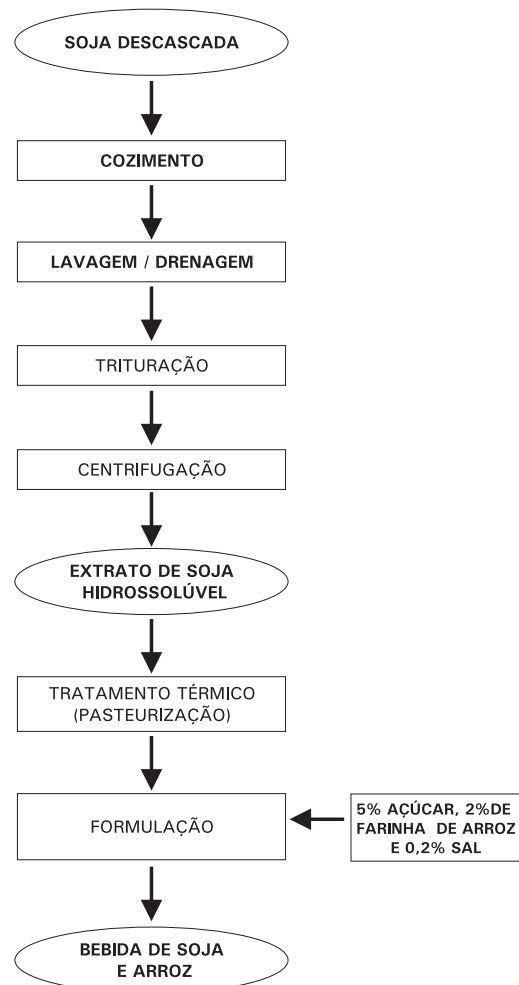 SOJA DESCASCADA
COZIMENTO
LAVAGEM / DRENAGEM
TRITURAÇÃO
CENTRIFUGAÇÃO
EXTRATO DE SOJA
HIDROSSOLÚVEL
TRATAMENTO TÉRMICO
(PASTEURIZAÇÃO)
FORMULAÇÃO
5% AÇÚCAR, 2%DE
FARINHA DE ARROZ
E 0,2% SAL
BEBIDA DE SOJA
E ARROZ